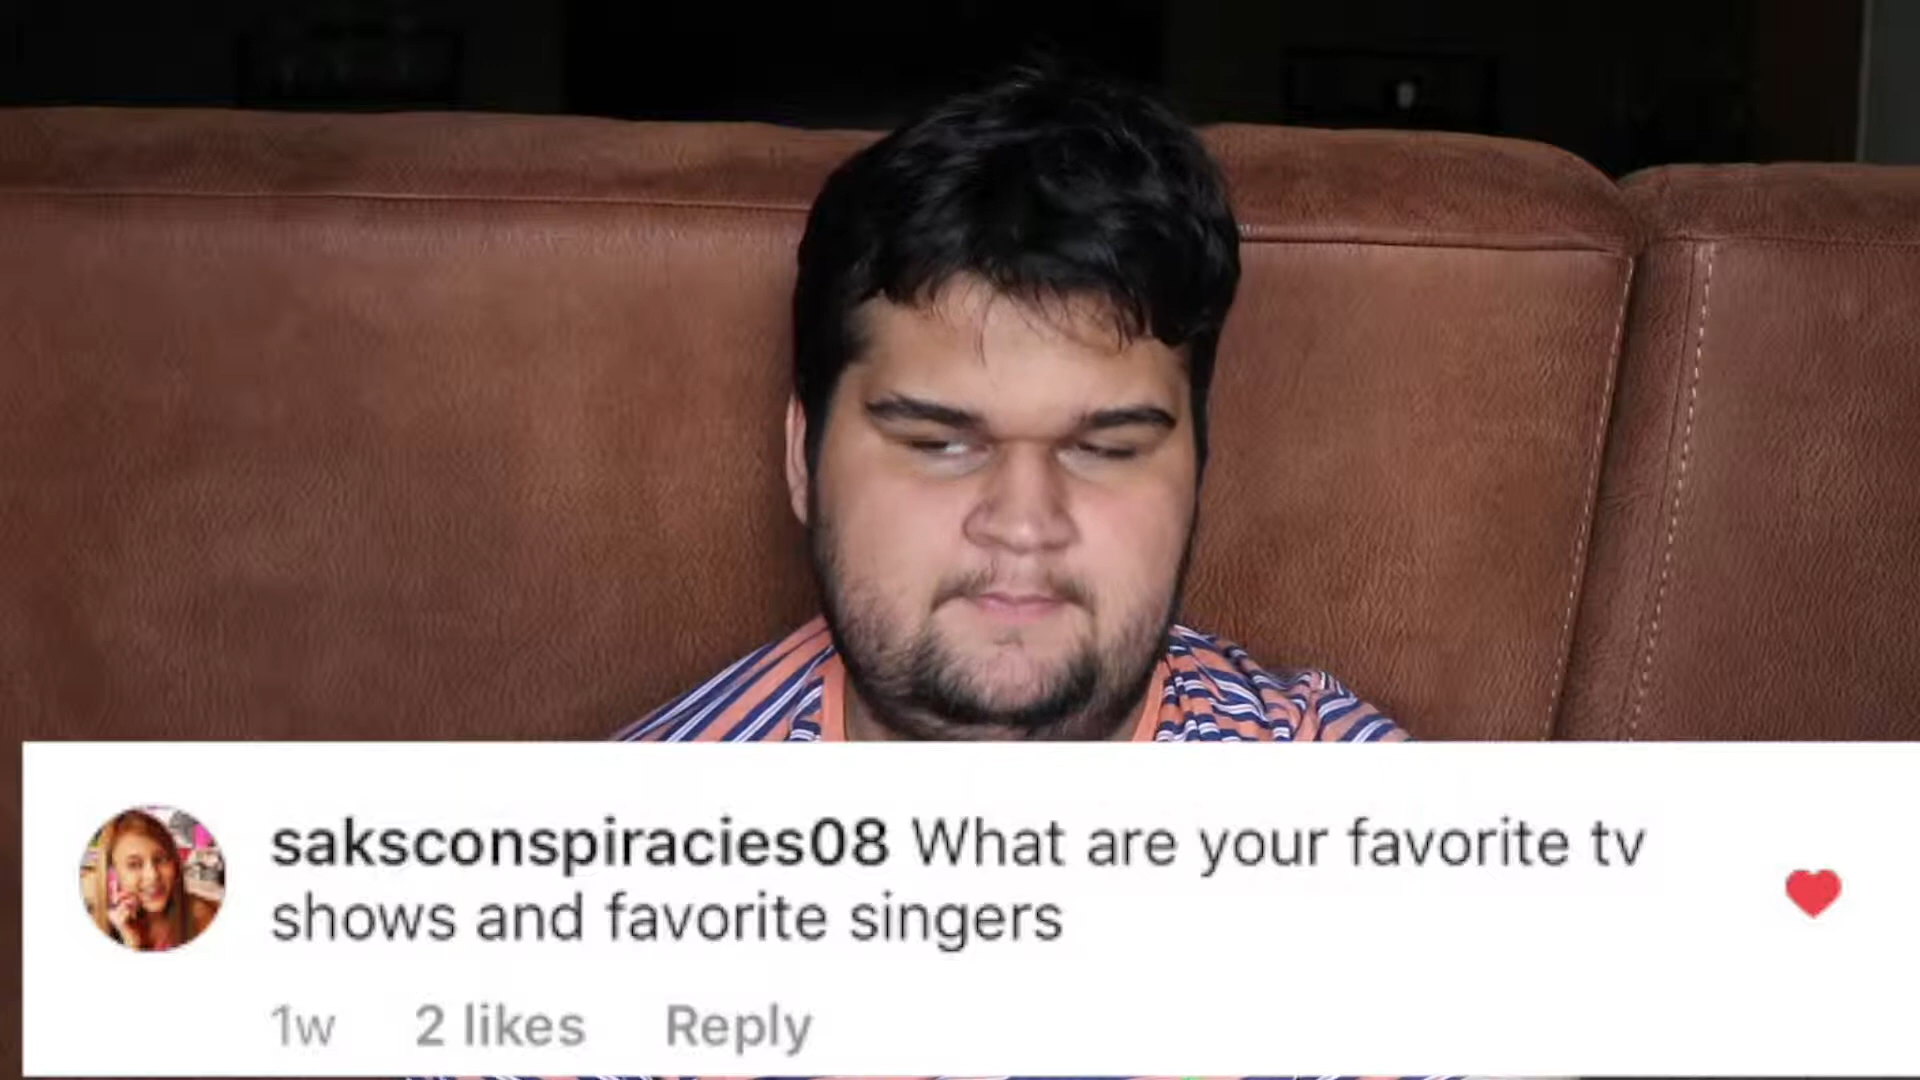 saksconspiracies08 What are your favorite tv
shows and favorite singers
1w 2 likes Reply